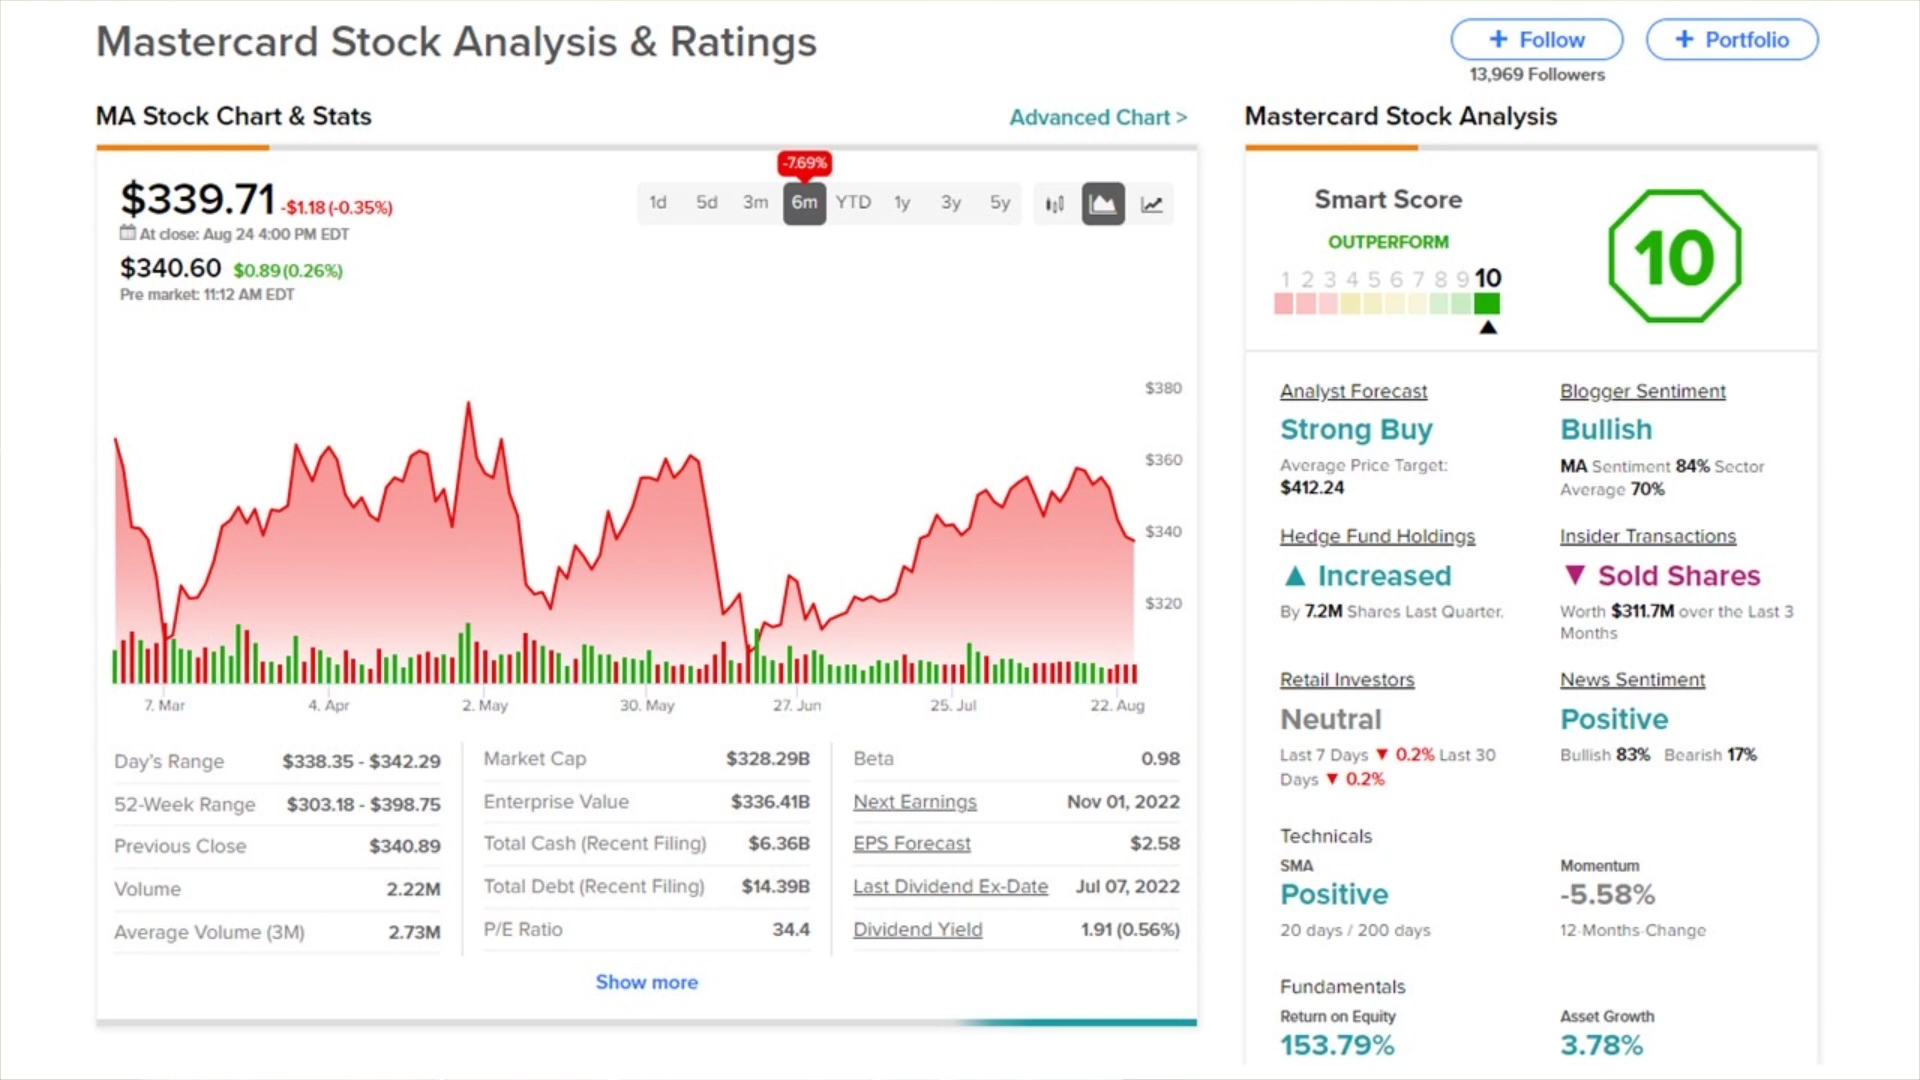 Mastercard Stock Analysis & Ratings
+ Follow
+ Portfolio
13,969 Followers
MA Stock Chart & Stats
Advanced Chart >
-7.69%
$339.71 -$1.18 (-0.35%)
At close: Aug 24 4:00 PM EDT
$340.60 $0.89 (0.26%)
Pre market: 11:12 AM EDT
1d 5d 3m 6m YTD 1y 3y 5y
$380
$360
$340
$320
7. Mar 4. Apr 2. May 30. May 27. Jun 25. Jul 22. Aug
Day's Range $338.35 - $342.29
52-Week Range $303.18 - $398.75
Previous Close $340.89
Volume 2.22M
Average Volume (3M) 2.73M
Market Cap $328.29B
Enterprise Value $336.41B
Total Cash (Recent Filing) $6.36B
Total Debt (Recent Filing) $14.39B
P/E Ratio 34.4
Beta 0.98
Next Earnings Nov 01, 2022
EPS Forecast $2.58
Last Dividend Ex-Date Jul 07, 2022
Dividend Yield 1.91 (0.56%)
Show more
Mastercard Stock Analysis
Smart Score
OUTPERFORM
1 2 3 4 5 6 7 8 9 10
10
Analyst Forecast
Strong Buy
Average Price Target:
$412.24
Blogger Sentiment
Bullish
MA Sentiment 84% Sector
Average 70%
Hedge Fund Holdings
▲ Increased
By 7.2M Shares Last Quarter.
Insider Transactions
▼ Sold Shares
Worth $311.7M over the Last 3
Months
Retail Investors
Neutral
Last 7 Days ▼ 0.2% Last 30
Days ▼ 0.2%
News Sentiment
Positive
Bullish 83% Bearish 17%
Technicals
SMA
Positive
20 days / 200 days
Momentum
-5.58%
12-Months-Change
Fundamentals
Return on Equity
153.79%
Asset Growth
3.78%